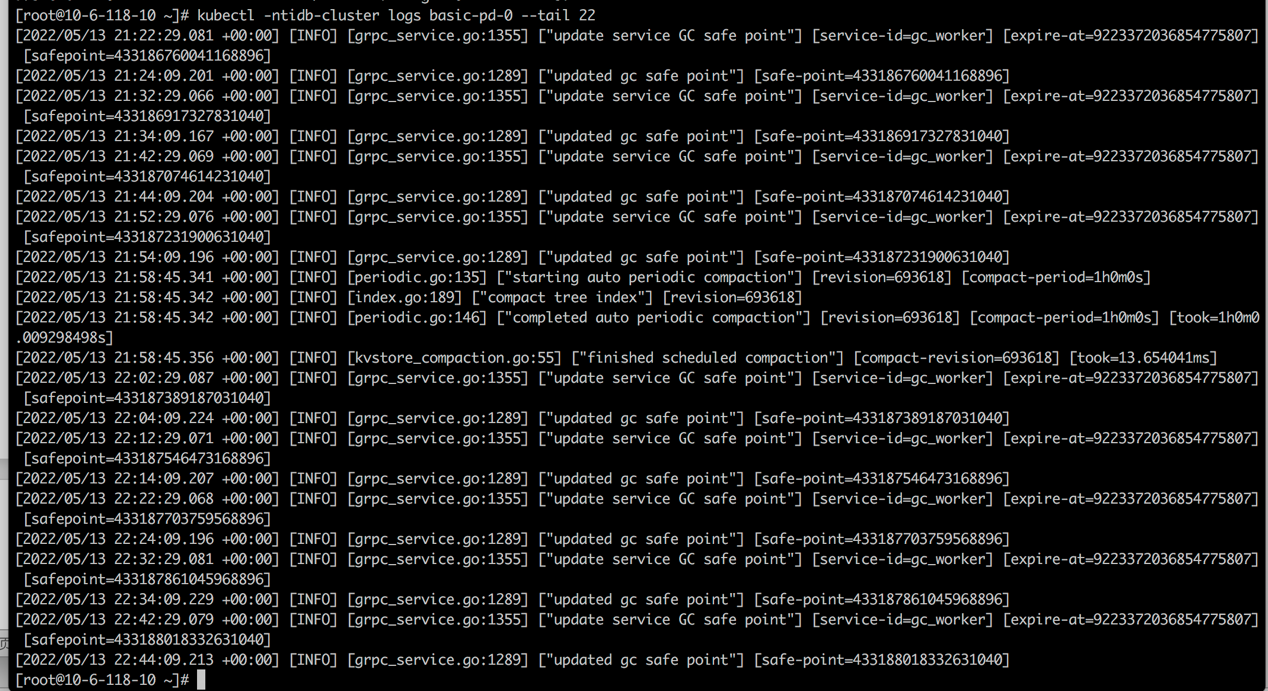 [root@10-6-118-10 ~]# kubectl -ntidb-cluster logs basic-pd-0 --tail 22
[2022/05/13 21:22:29.081 +00:00] [INFO] [grpc_service.go:1355] ["update service GC safe point"] [service-id=gc_worker] [expire-at=9223372036854775807]
[safepoint=433186760041168896]
[2022/05/13 21:24:09.201 +00:00] [INFO] [grpc_service.go:1289] ["updated gc safe point"] [safe-point=433186760041168896]
[2022/05/13 21:32:29.066 +00:00] [INFO] [grpc_service.go:1355] ["update service GC safe point"] [service-id=gc_worker] [expire-at=9223372036854775807]
[safepoint=433186917327831040]
[2022/05/13 21:34:09.167 +00:00] [INFO] [grpc_service.go:1289] ["updated gc safe point"] [safe-point=433186917327831040]
[2022/05/13 21:42:29.069 +00:00] [INFO] [grpc_service.go:1355] ["update service GC safe point"] [service-id=gc_worker] [expire-at=9223372036854775807]
[safepoint=433187074614231040]
[2022/05/13 21:44:09.204 +00:00] [INFO] [grpc_service.go:1289] ["updated gc safe point"] [safe-point=433187074614231040]
[2022/05/13 21:52:29.076 +00:00] [INFO] [grpc_service.go:1355] ["update service GC safe point"] [service-id=gc_worker] [expire-at=9223372036854775807]
[safepoint=433187231900631040]
[2022/05/13 21:54:09.196 +00:00] [INFO] [grpc_service.go:1289] ["updated gc safe point"] [safe-point=433187231900631040]
[2022/05/13 21:58:45.341 +00:00] [INFO] [periodic.go:135] ["starting auto periodic compaction"] [revision=693618] [compact-period=1h0m0s]
[2022/05/13 21:58:45.342 +00:00] [INFO] [index.go:189] ["compact tree index"] [revision=693618]
[2022/05/13 21:58:45.342 +00:00] [INFO] [periodic.go:146] ["completed auto periodic compaction"] [revision=693618] [compact-period=1h0m0s] [took=1h0m0
.009298498s]
[2022/05/13 21:58:45.356 +00:00] [INFO] [kvstore_compaction.go:55] ["finished scheduled compaction"] [compact-revision=693618] [took=13.654041ms]
[2022/05/13 22:02:29.087 +00:00] [INFO] [grpc_service.go:1355] ["update service GC safe point"] [service-id=gc_worker] [expire-at=9223372036854775807]
[safepoint=433187389187031040]
[2022/05/13 22:04:09.224 +00:00] [INFO] [grpc_service.go:1289] ["updated gc safe point"] [safe-point=433187389187031040]
[2022/05/13 22:12:29.071 +00:00] [INFO] [grpc_service.go:1355] ["update service GC safe point"] [service-id=gc_worker] [expire-at=9223372036854775807]
[safepoint=433187546473168896]
[2022/05/13 22:14:09.207 +00:00] [INFO] [grpc_service.go:1289] ["updated gc safe point"] [safe-point=433187546473168896]
[2022/05/13 22:22:29.068 +00:00] [INFO] [grpc_service.go:1355] ["update service GC safe point"] [service-id=gc_worker] [expire-at=9223372036854775807]
[safepoint=433187703759568896]
[2022/05/13 22:24:09.196 +00:00] [INFO] [grpc_service.go:1289] ["updated gc safe point"] [safe-point=433187703759568896]
[2022/05/13 22:32:29.081 +00:00] [INFO] [grpc_service.go:1355] ["update service GC safe point"] [service-id=gc_worker] [expire-at=9223372036854775807]
[safepoint=433187861045968896]
[2022/05/13 22:34:09.229 +00:00] [INFO] [grpc_service.go:1289] ["updated gc safe point"] [safe-point=433187861045968896]
[2022/05/13 22:42:29.079 +00:00] [INFO] [grpc_service.go:1355] ["update service GC safe point"] [service-id=gc_worker] [expire-at=9223372036854775807]
[safepoint=433188018332631040]
[2022/05/13 22:44:09.213 +00:00] [INFO] [grpc_service.go:1289] ["updated gc safe point"] [safe-point=433188018332631040]
[root@10-6-118-10 ~]#